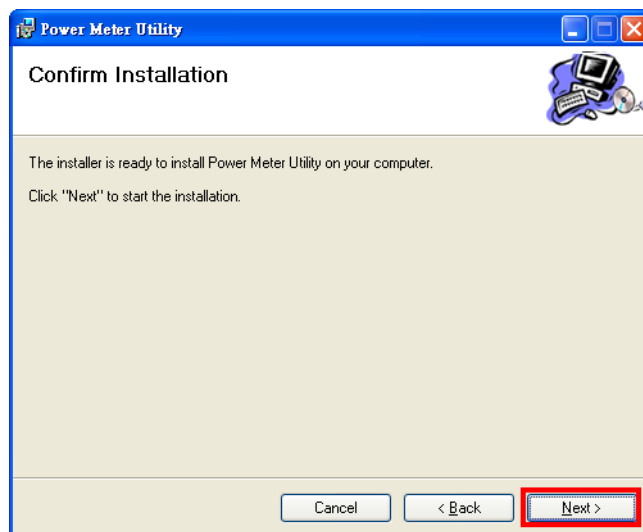 Power Meter Utility
Confirm Installation
The installer is ready to install Power Meter Utility on your computer.
Click "Next" to start the installation.
Cancel
< Back
Next >